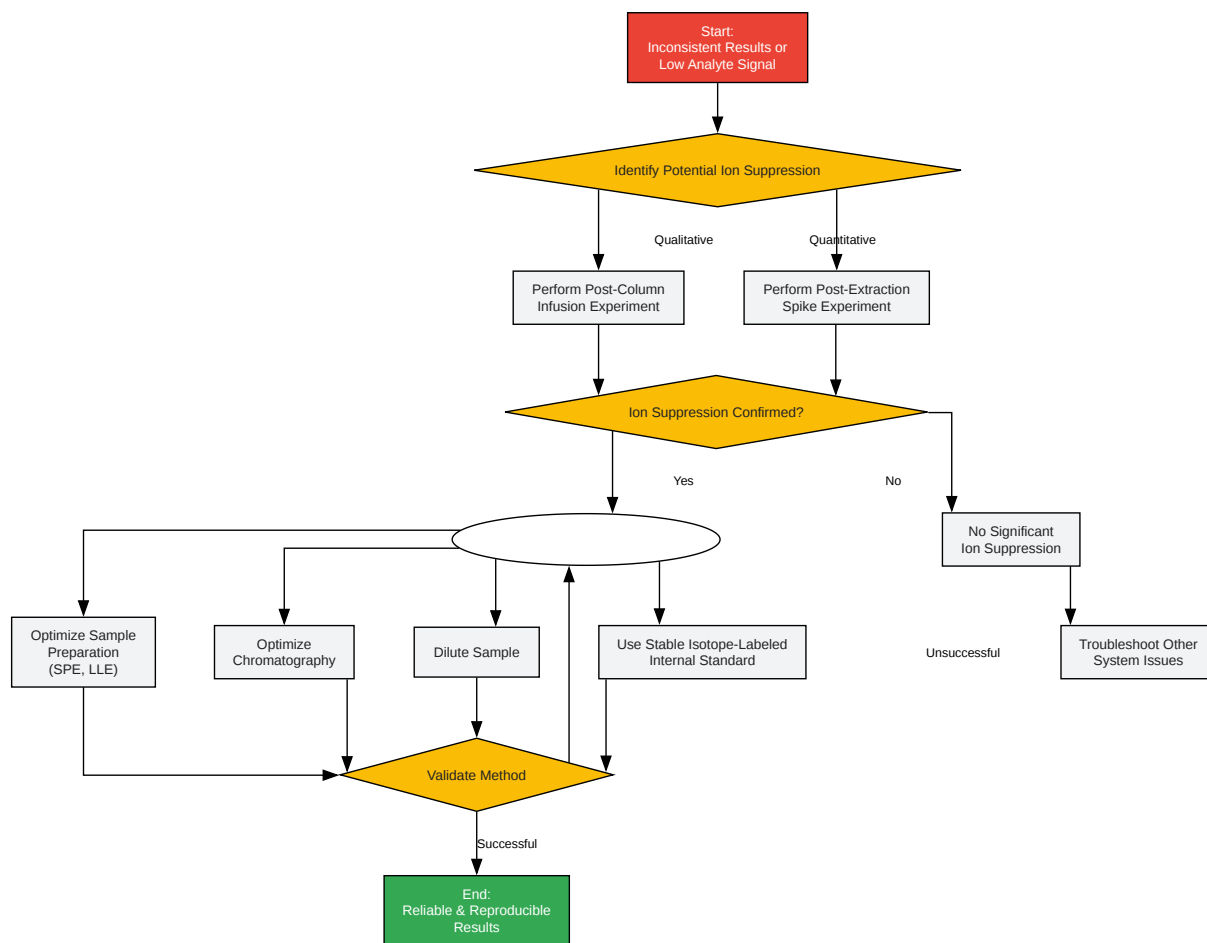 Start:
Inconsistent Results or
Low Analyte Signal
Identify Potential Ion Suppression
Qualitative
Quantitative
Perform Post-Column
Infusion Experiment
Perform Post-Extraction
Spike Experiment
Ion Suppression Confirmed?
Yes
No
No Significant
Ion Suppression
Optimize Sample
Preparation
(SPE, LLE)
Optimize
Chromatography
Dilute Sample
Use Stable Isotope-Labeled
Internal Standard
Unsuccessful
Troubleshoot Other
System Issues
Validate Method
Successful
End:
Reliable & Reproducible
Results